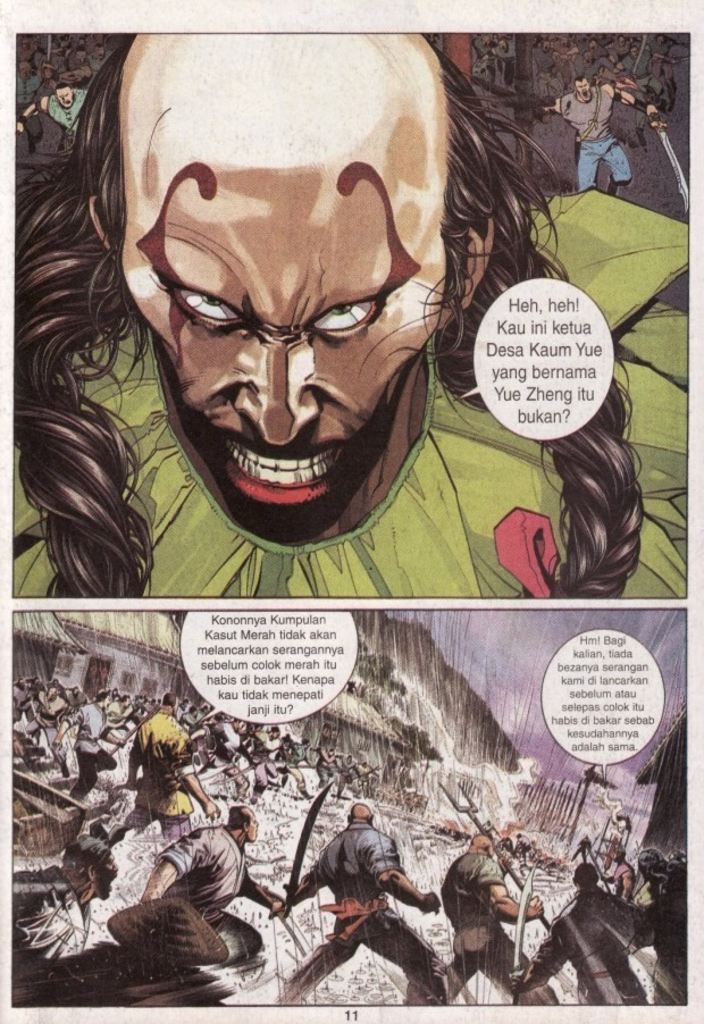 Heh, heh!
Kau ini ketua
Desa Kaum Yue
yang bernama
Yue Zheng itu
bukan?
Kononnya Kumpulan
Kasut Merah tidak akan
melancarkan serangannya
sebelum colok merah itu
habis di bakar! Kenapa
kau tidak menepati
janji itu?
Hm! Bagi
kalian, tiada
bezanya serangan
kami di lancarkan
sebelum atau
selepas colok itu
habis di bakar sebab
kesudahannya
adalah sama.
11